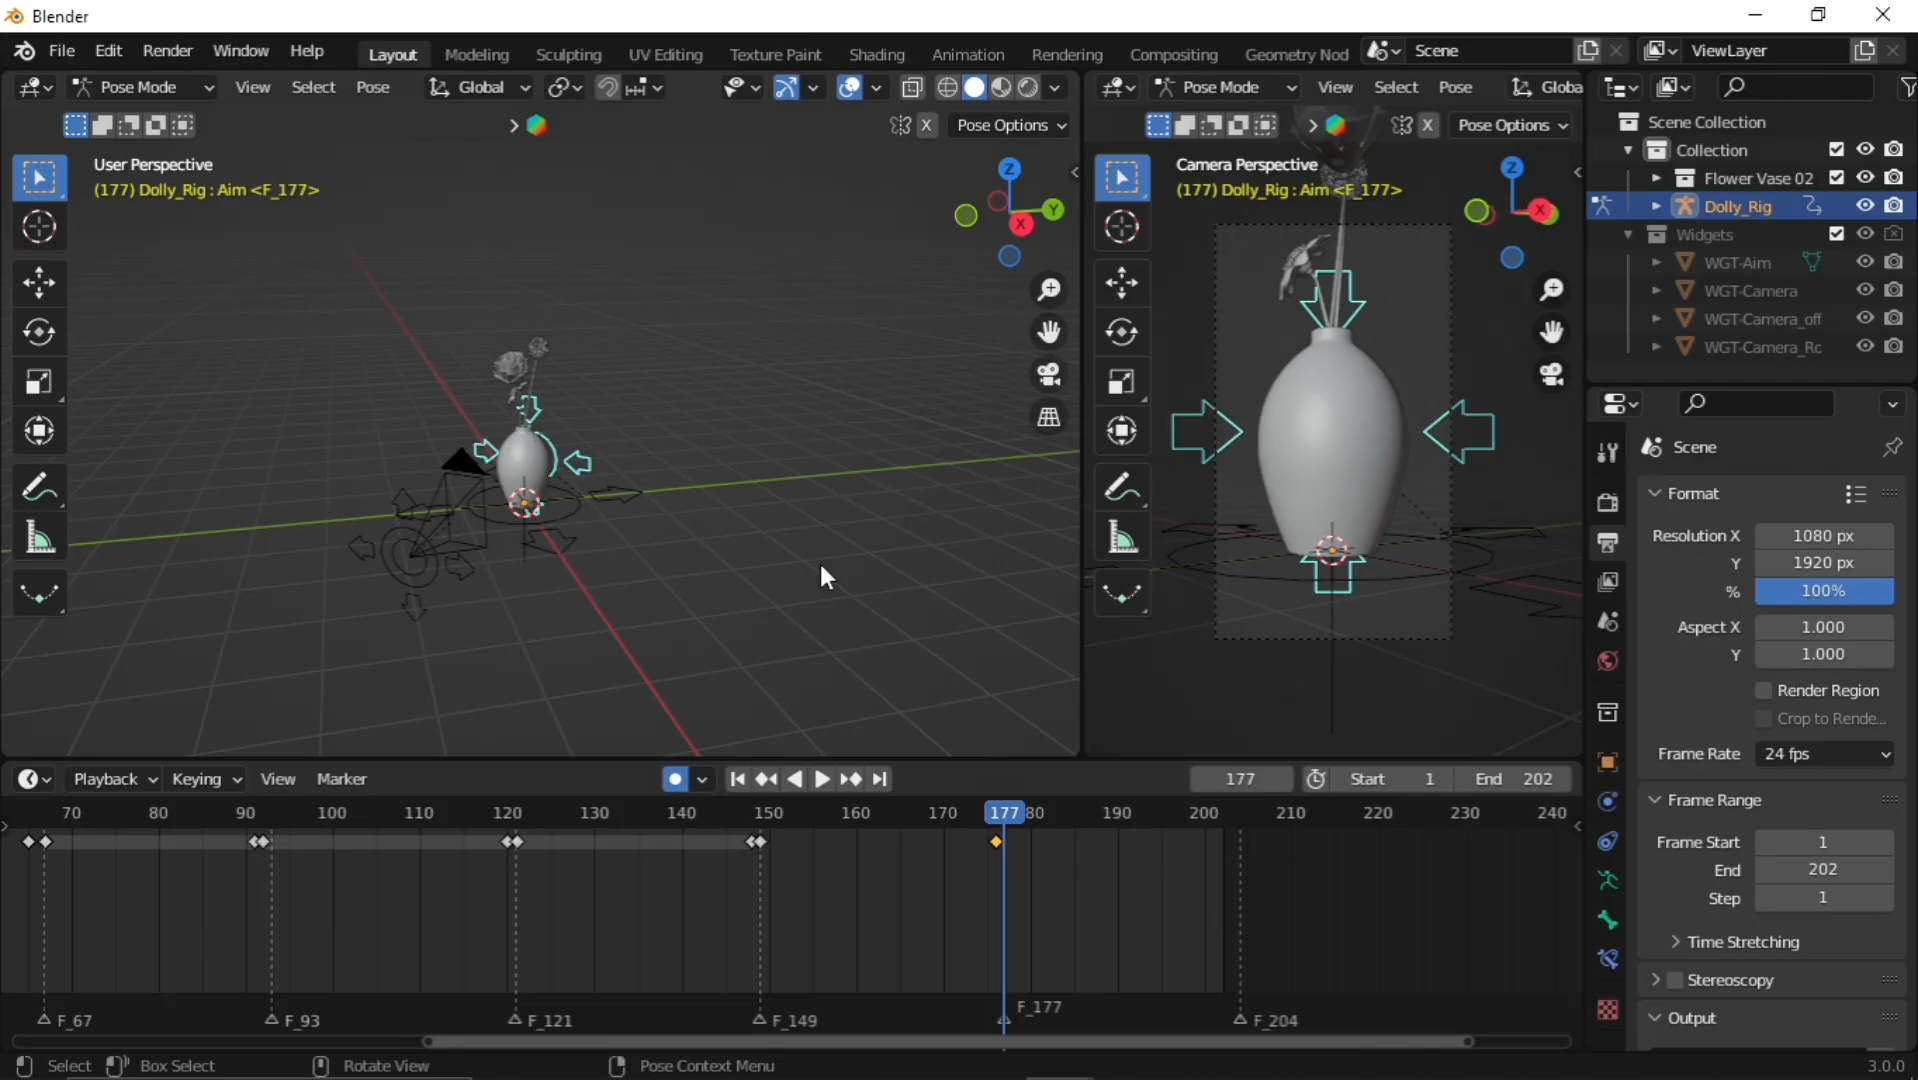 Blender
File Edit Render Window Help Layout Modeling Sculpting UV Editing Texture Paint Shading Animation Rendering Compositing Geometry Nod Scene ViewLayer
Pose Mode View Select Pose Global Pose Mode View Select Pose Globa
X Pose Options X Pose Options
User Perspective
(177) Dolly_Rig : Aim <F_177>
Camera Perspective
(177) Dolly_Rig : Aim <F_177>
Z
Y
X
Z
X
Scene Collection
Collection
Flower Vase 02
Dolly_Rig
Widgets
WGT-Aim
WGT-Camera
WGT-Camera_off
WGT-Camera_Rc
Scene
Format
Resolution X 1080 px
Y 1920 px
% 100%
Aspect X 1.000
Y 1.000
Render Region
Crop to Rende...
Frame Rate 24 fps
Frame Range
Frame Start 1
End 202
Step 1
Time Stretching
Stereoscopy
Output
Playback Keying View Marker 177 Start 1 End 202
70 80 90 100 110 120 130 140 150 160 170 177 80 190 200 210 220 230 240
F_67 F_93 F_121 F_149 F_177 F_204
Select Box Select Rotate View Pose Context Menu 3.0.0